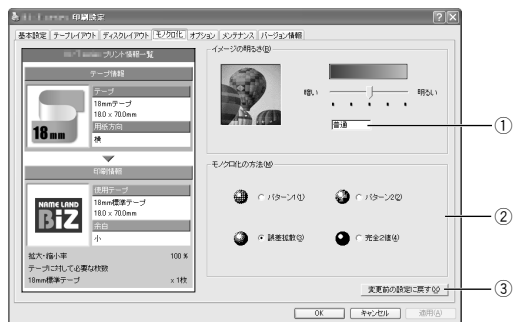 印刷設定
基本設定 テープレイアウト ディスクレイアウト モノクロ化 オプション メンテナンス バージョン情報
プリント情報一覧
テープ情報
テープ
18mmテープ
18.0 × 70.0mm
用紙方向
横
18mm
印刷情報
使用テープ
18mm標準テープ
18.0 × 70.0mm
余白
小
NAME LAND
BiZ
拡大・縮小率 100 %
テープに対して必要な枚数
18mm標準テープ × 1枚
イメージの明るさ(B)
暗い 明るい
普通
①
モノクロ化の方法(M)
パターン1(1) パターン2(2)
誤差拡散(3) 完全2値(4)
②
変更前の設定に戻す(X)
③
OK キャンセル 適用(A)